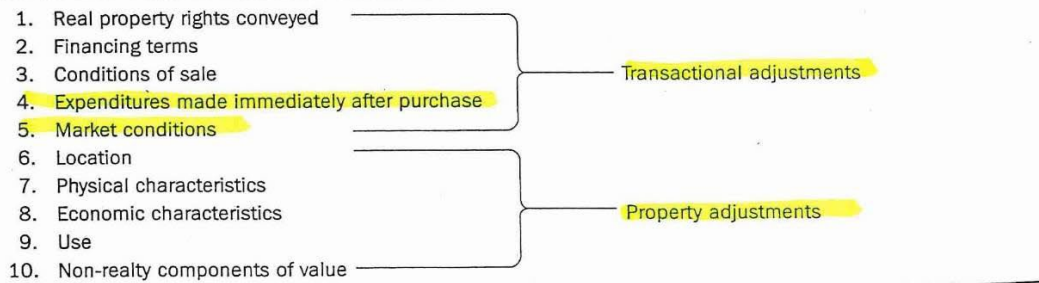 1. Real property rights conveyed
2. Financing terms
3. Conditions of sale
Transactional adjustments
4. Expenditures made immediately after purchase
5. Market conditions
6. Location
7. Physical characteristics
8. Economic characteristics
Property adjustments
9. Use
10. Non-realty components of value